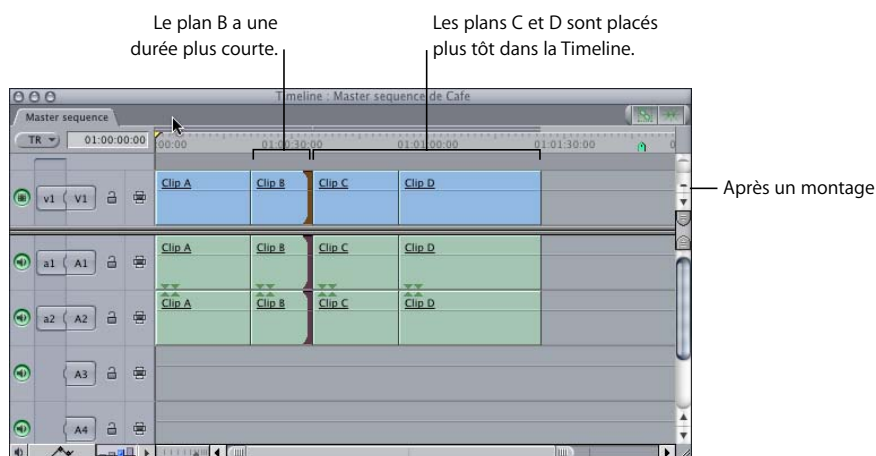 Le plan B a une
durée plus courte.
Les plans C et D sont placés
plus tôt dans la Timeline.
Timeline : Master sequence de Cafe
Master sequence
TR 01:00:00:00 :00:00 01:00:30:00 01:01:00:00 01:01:30:00 0
v1 V1 Clip A Clip B Clip C Clip D
Après un montage
a1 A1 Clip A Clip B Clip C Clip D
a2 A2 Clip A Clip B Clip C Clip D
A3
A4